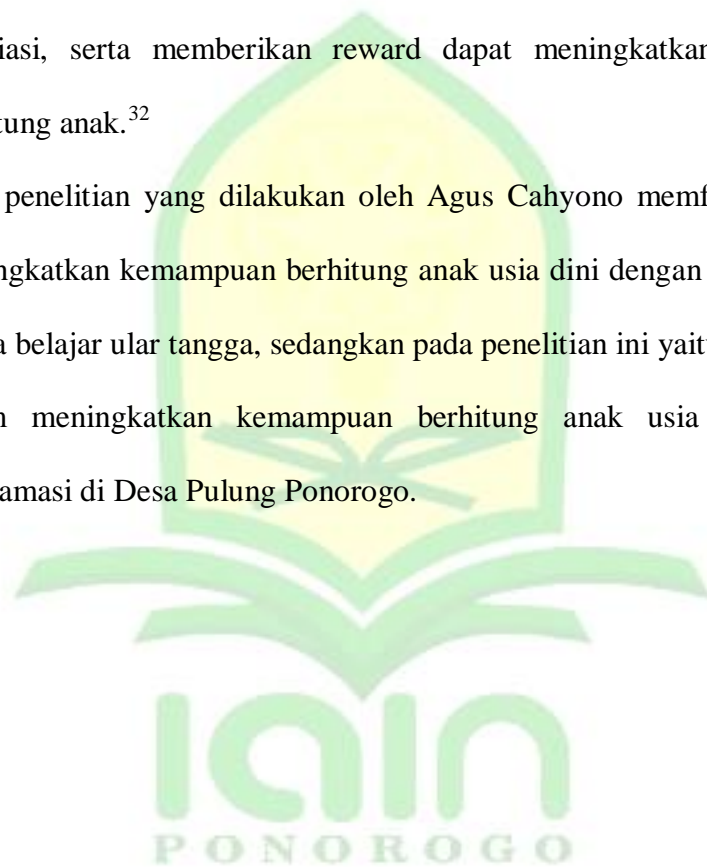 iasi, serta memberikan reward dapat meningkatkan
tung anak.³²
penelitian yang dilakukan oleh Agus Cahyono memf
ngkatkan kemampuan berhitung anak usia dini dengan
a belajar ular tangga, sedangkan pada penelitian ini yait
meningkatkan kemampuan berhitung anak usia
amasi di Desa Pulung Ponorogo.
iain
PONOROGO